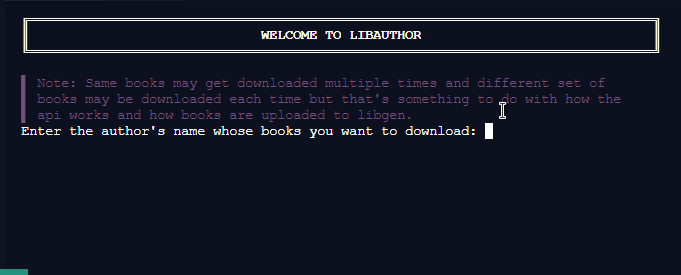 WELCOME TO LIBAUTHOR
Note: Same books may get downloaded multiple times and different set of
books may be downloaded each time but that's something to do with how the
api works and how books are uploaded to libgen.
Enter the author's name whose books you want to download: